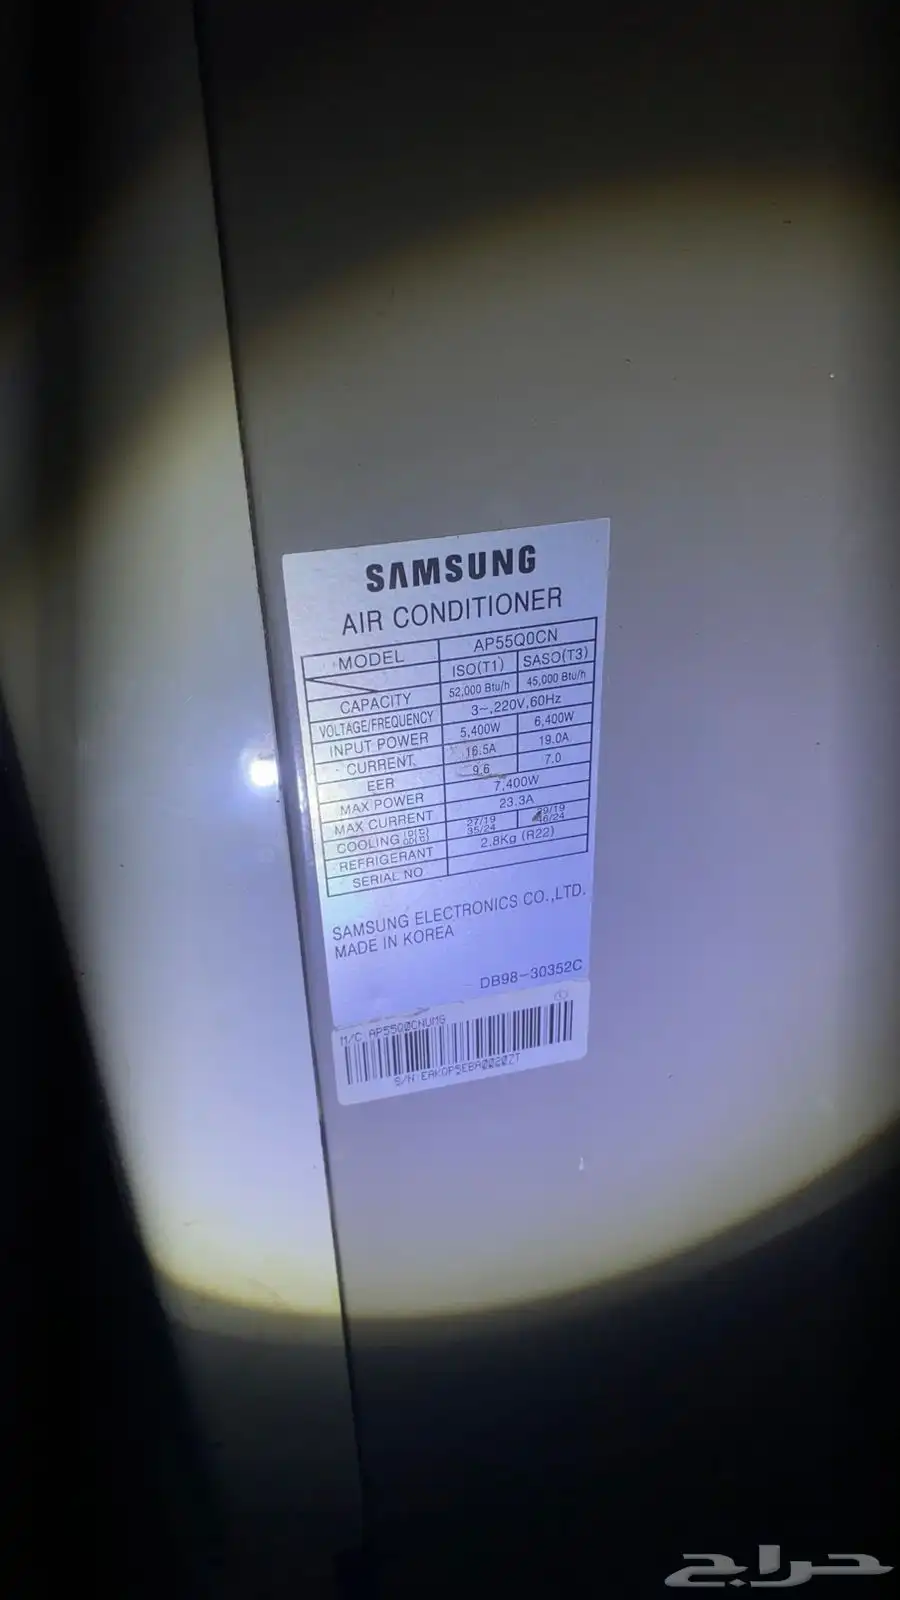 SAMSUNG
AIR CONDITIONER
MODEL AP55Q0CN
ISO(T1) SASO(T3)
CAPACITY 52,000 Btu/h 45,000 Btu/h
VOLTAGE/FREQUENCY 3~,220V,60Hz
INPUT POWER 5,400W 6,400W
CURRENT 16.5A 19.0A
EER 9.6 7.0
MAX POWER 7,400W
MAX CURRENT 23.3A
COOLING ID(℃) 27/19 29/19
OD(℃) 35/24 46/24
REFRIGERANT 2.8Kg (R22)
SERIAL NO
SAMSUNG ELECTRONICS CO.,LTD.
MADE IN KOREA
DB98-30352C
M/C AP55Q0CNUMG
S/N
حراج